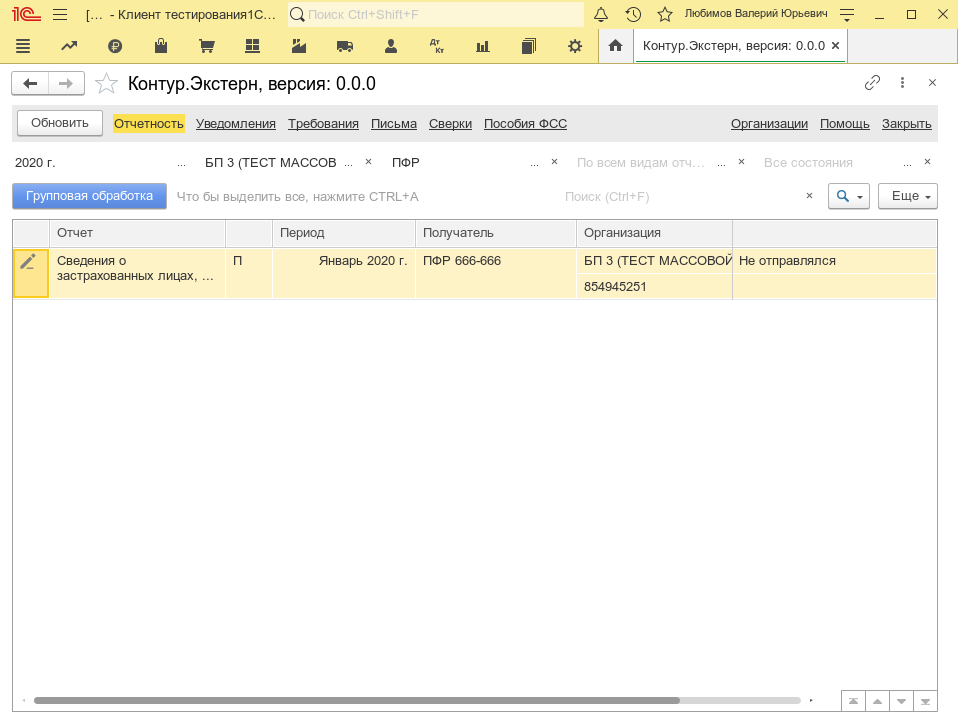 [... - Клиент тестирования1С... Поиск Ctrl+Shift+F Любимов Валерий Юрьевич
Дт Кт Контур.Экстерн, версия: 0.0.0 ×
Контур.Экстерн, версия: 0.0.0
Обновить Отчетность Уведомления Требования Письма Сверки Пособия ФСС Организации Помощь Закрыть
2020 г. ... БП 3 (ТЕСТ МАССОВ ... × ПФР ... × По всем видам отч... ... × Все состояния ... ×
Групповая обработка Что бы выделить все, нажмите CTRL+A Поиск (Ctrl+F) × Еще
Отчет Период Получатель Организация
Сведения о П Январь 2020 г. ПФР 666-666 БП 3 (ТЕСТ МАССОВОЙ Не отправлялся
застрахованных лицах, ...
854945251